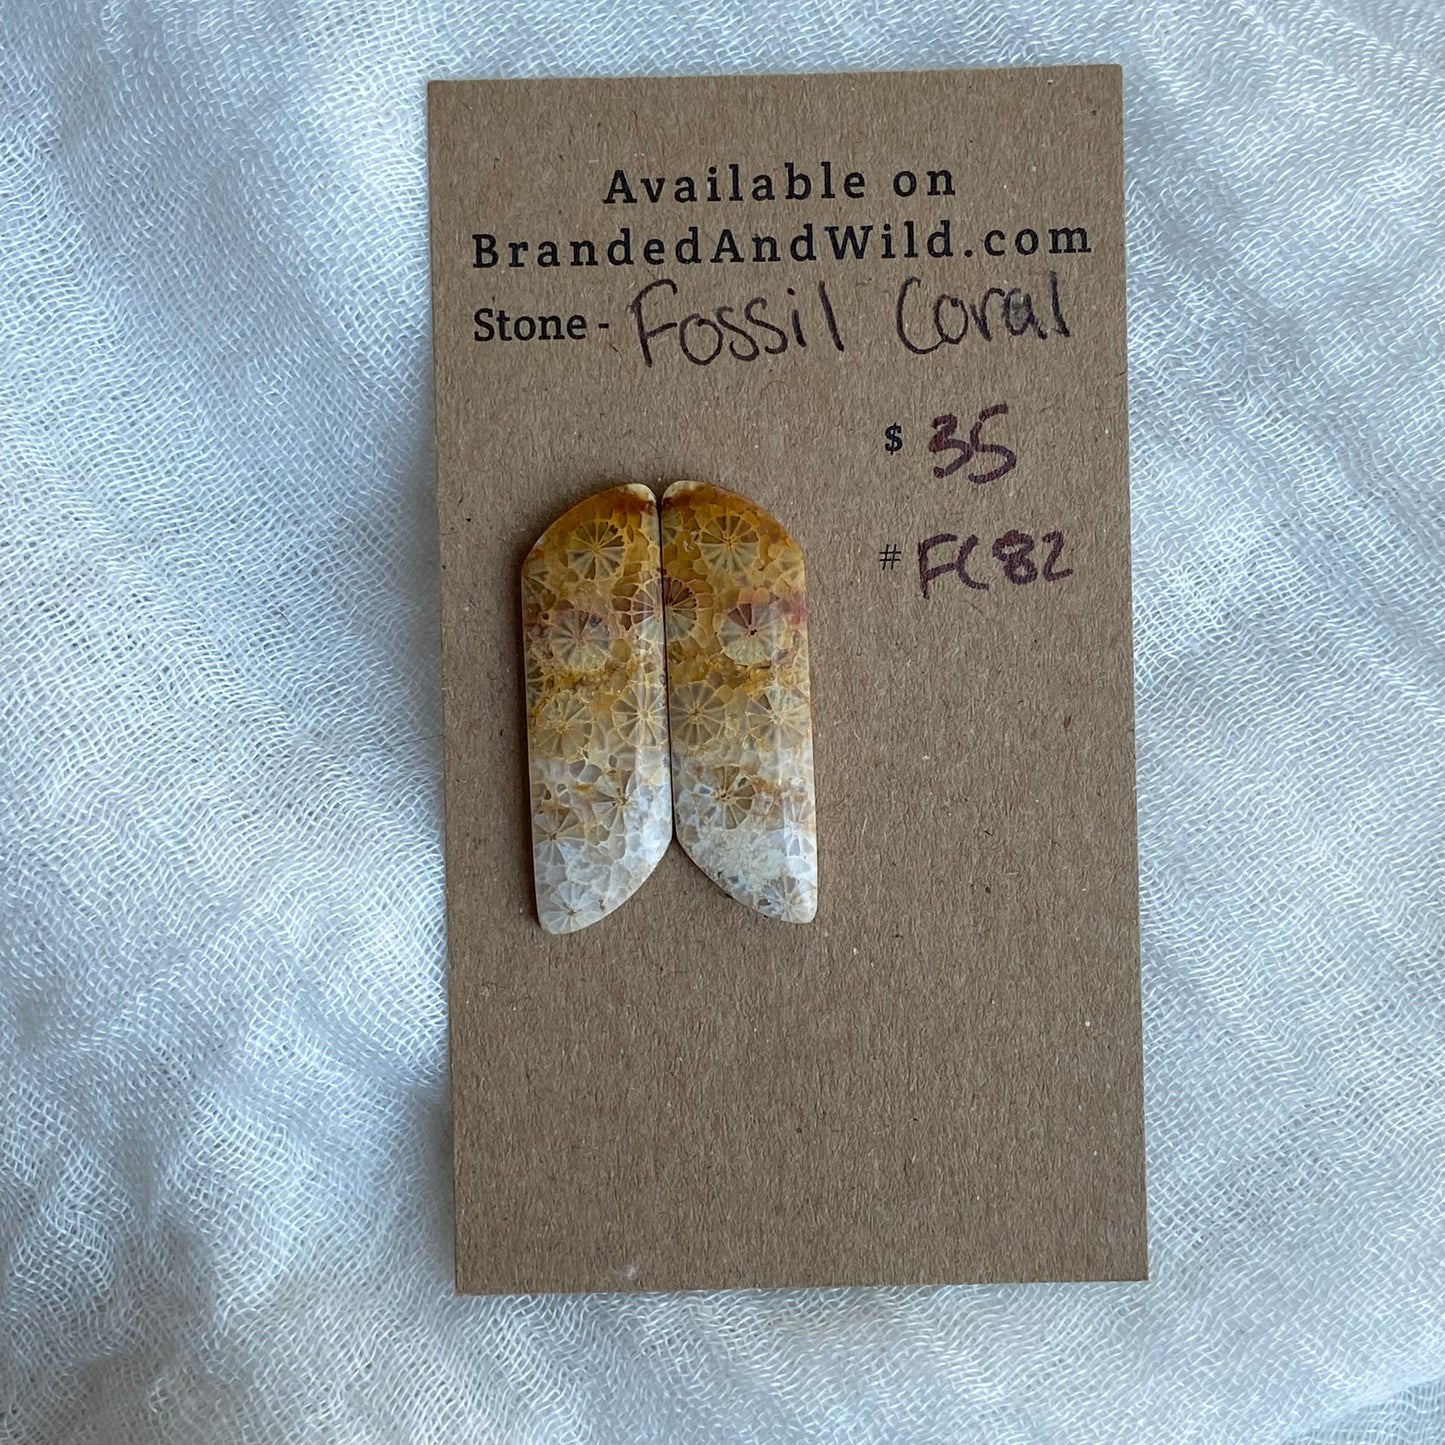 Available on
BrandedAndWild.com
Stone - Fossil Coral
$ 35
# FC82